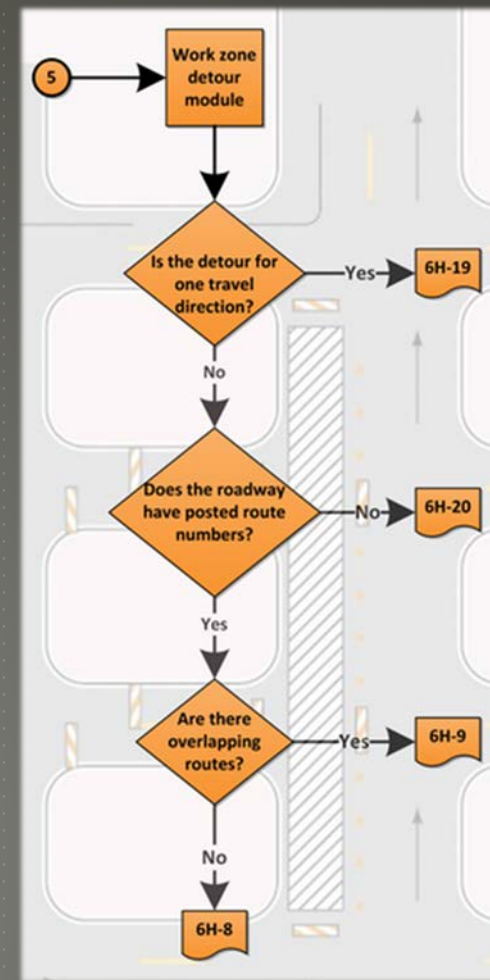 5
Work zone
detour
module
Is the detour for
one travel
direction?
Yes
6H-19
No
Does the roadway
have posted route
numbers?
No
6H-20
Yes
Are there
overlapping
routes?
Yes
6H-9
No
6H-8